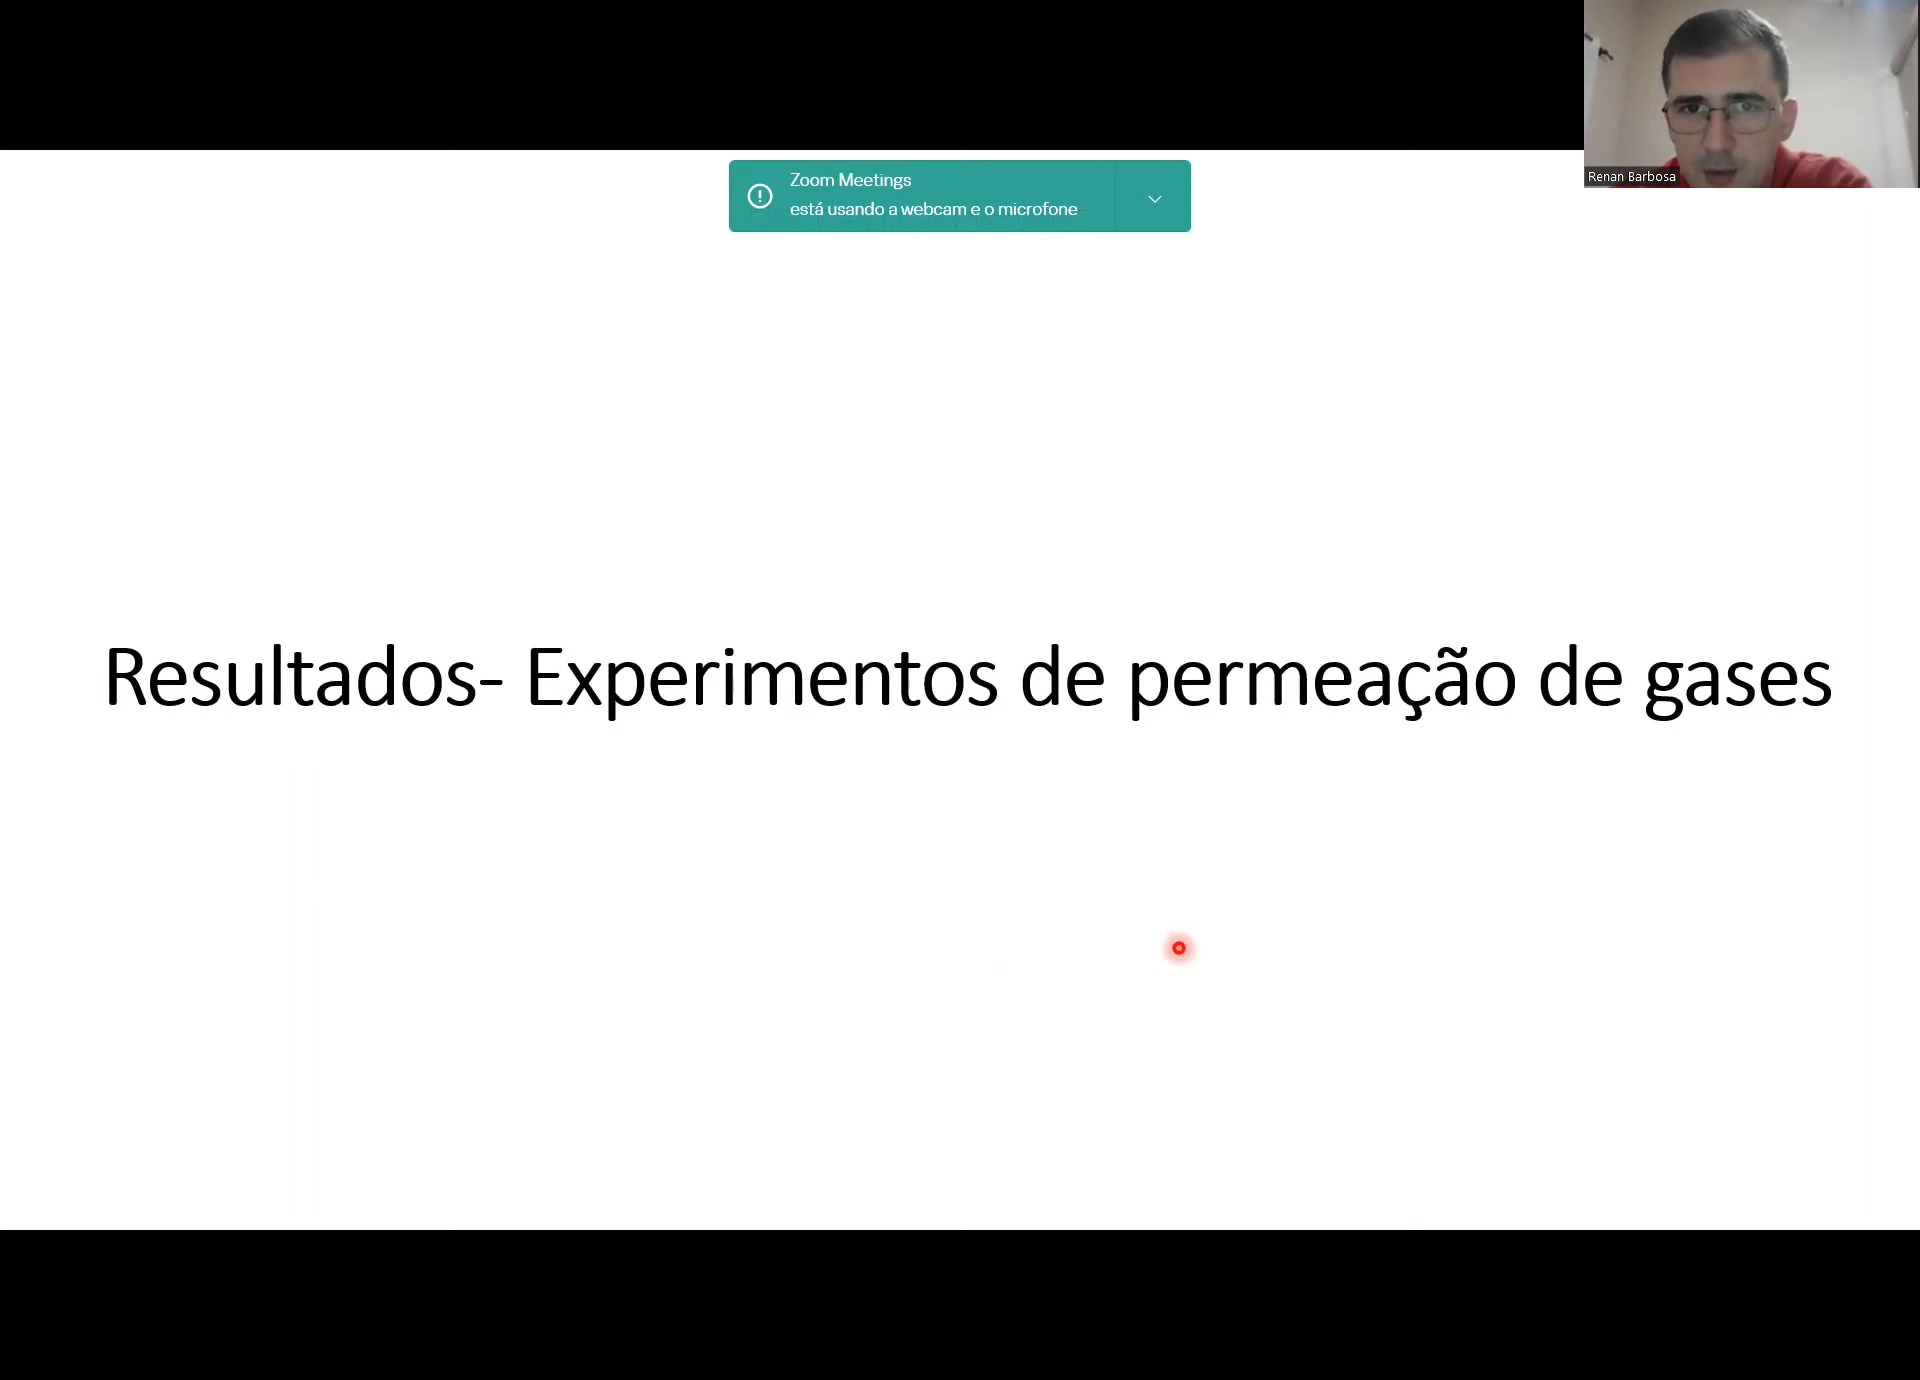 Zoom Meetings
está usando a webcam e o microfone
Renan Barbosa
Resultados- Experimentos de permeação de gases